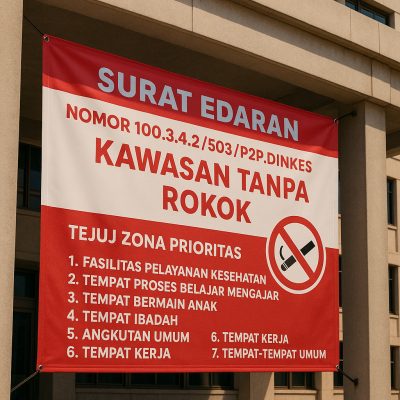 SURAT EDARAN
NOMOR 100.3.4.2/503/P2P.DINKES
KAWASAN TANPA
ROKOK
TEJUJ ZONA PRIORITAS
1. FASILITAS PELAYANAN KESEHATAN
2. TEMPAT PROSES BELAJAR MENGAJAR
3. TEMPAT BERMAIN ANAK
4. TEMPAT IBADAH
5. ANGKUTAN UMUM
6. TEMPAT KERJA
6. TEMPAT KERJA
7. TEMPAT-TEMPAT UMUM